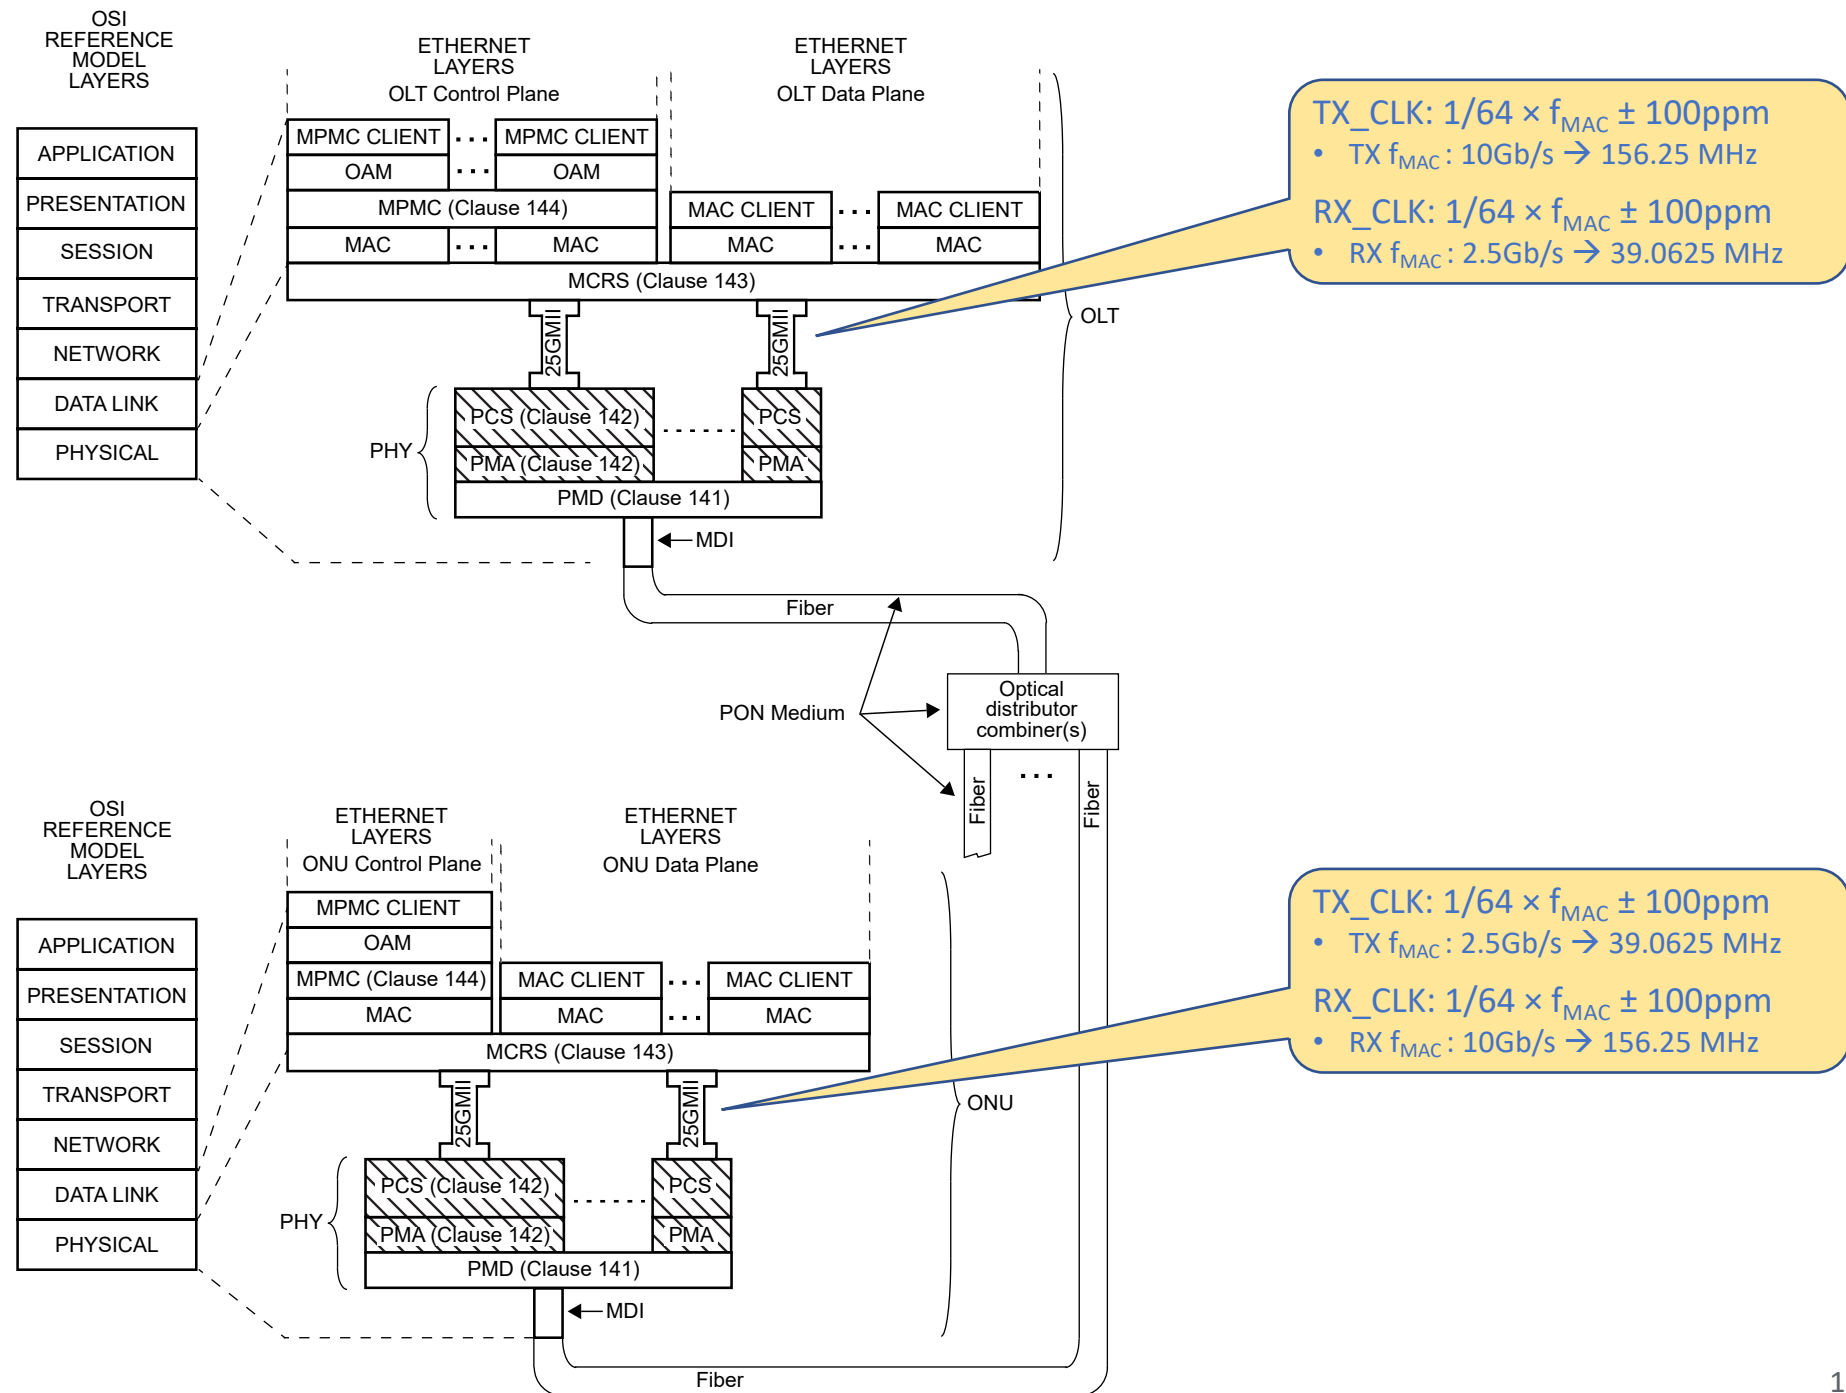 OSI
REFERENCE
MODEL
LAYERS
ETHERNET
LAYERS
OLT Control Plane
ETHERNET
LAYERS
OLT Data Plane
APPLICATION
PRESENTATION
SESSION
TRANSPORT
NETWORK
DATA LINK
PHYSICAL
MPMC CLIENT ... MPMC CLIENT
OAM ... OAM
MPMC (Clause 144)
MAC ... MAC
MAC CLIENT ... MAC CLIENT
MAC ... MAC
MCRS (Clause 143)
25GMII
25GMII
PHY
PCS (Clause 142)
PCS
PMA (Clause 142)
PMA
PMD (Clause 141)
MDI
OLT
TX_CLK: 1/64 × fMAC ± 100ppm
• TX fMAC : 10Gb/s → 156.25 MHz
RX_CLK: 1/64 × fMAC ± 100ppm
• RX fMAC : 2.5Gb/s → 39.0625 MHz
Fiber
PON Medium
Optical
distributor
combiner(s)
...
Fiber
Fiber
OSI
REFERENCE
MODEL
LAYERS
ETHERNET
LAYERS
ONU Control Plane
ETHERNET
LAYERS
ONU Data Plane
APPLICATION
PRESENTATION
SESSION
TRANSPORT
NETWORK
DATA LINK
PHYSICAL
MPMC CLIENT
OAM
MPMC (Clause 144)
MAC
MAC CLIENT ... MAC CLIENT
MAC ... MAC
MCRS (Clause 143)
25GMII
25GMII
PHY
PCS (Clause 142)
PCS
PMA (Clause 142)
PMA
PMD (Clause 141)
MDI
ONU
TX_CLK: 1/64 × fMAC ± 100ppm
• TX fMAC : 2.5Gb/s → 39.0625 MHz
RX_CLK: 1/64 × fMAC ± 100ppm
• RX fMAC : 10Gb/s → 156.25 MHz
Fiber
1